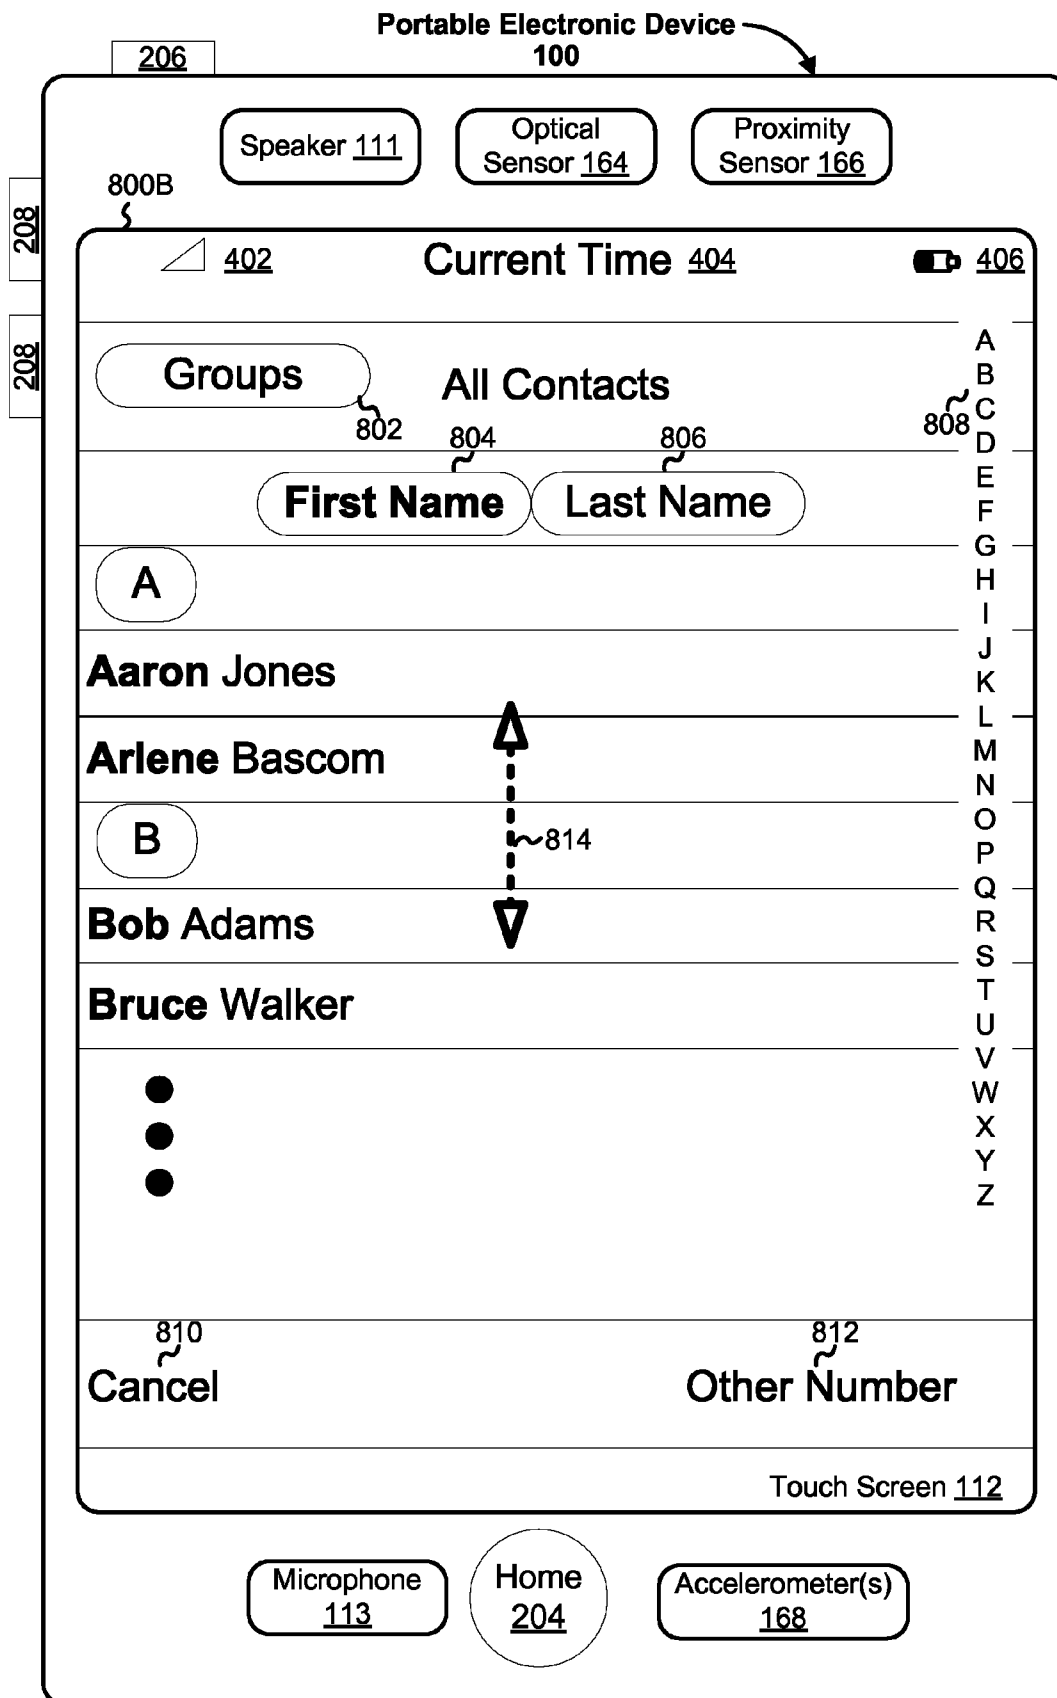 Portable Electronic Device
100
206
Speaker 111
Optical
Sensor 164
Proximity
Sensor 166
800B
208
208
402
Current Time 404
406
Groups
802
All Contacts
808
804
806
First Name
Last Name
A
B
C
D
E
F
G
H
I
J
K
L
M
N
O
P
Q
R
S
T
U
V
W
X
Y
Z
A
Aaron Jones
Arlene Bascom
B
814
Bob Adams
Bruce Walker
810
812
Cancel
Other Number
Touch Screen 112
Microphone
113
Home
204
Accelerometer(s)
168